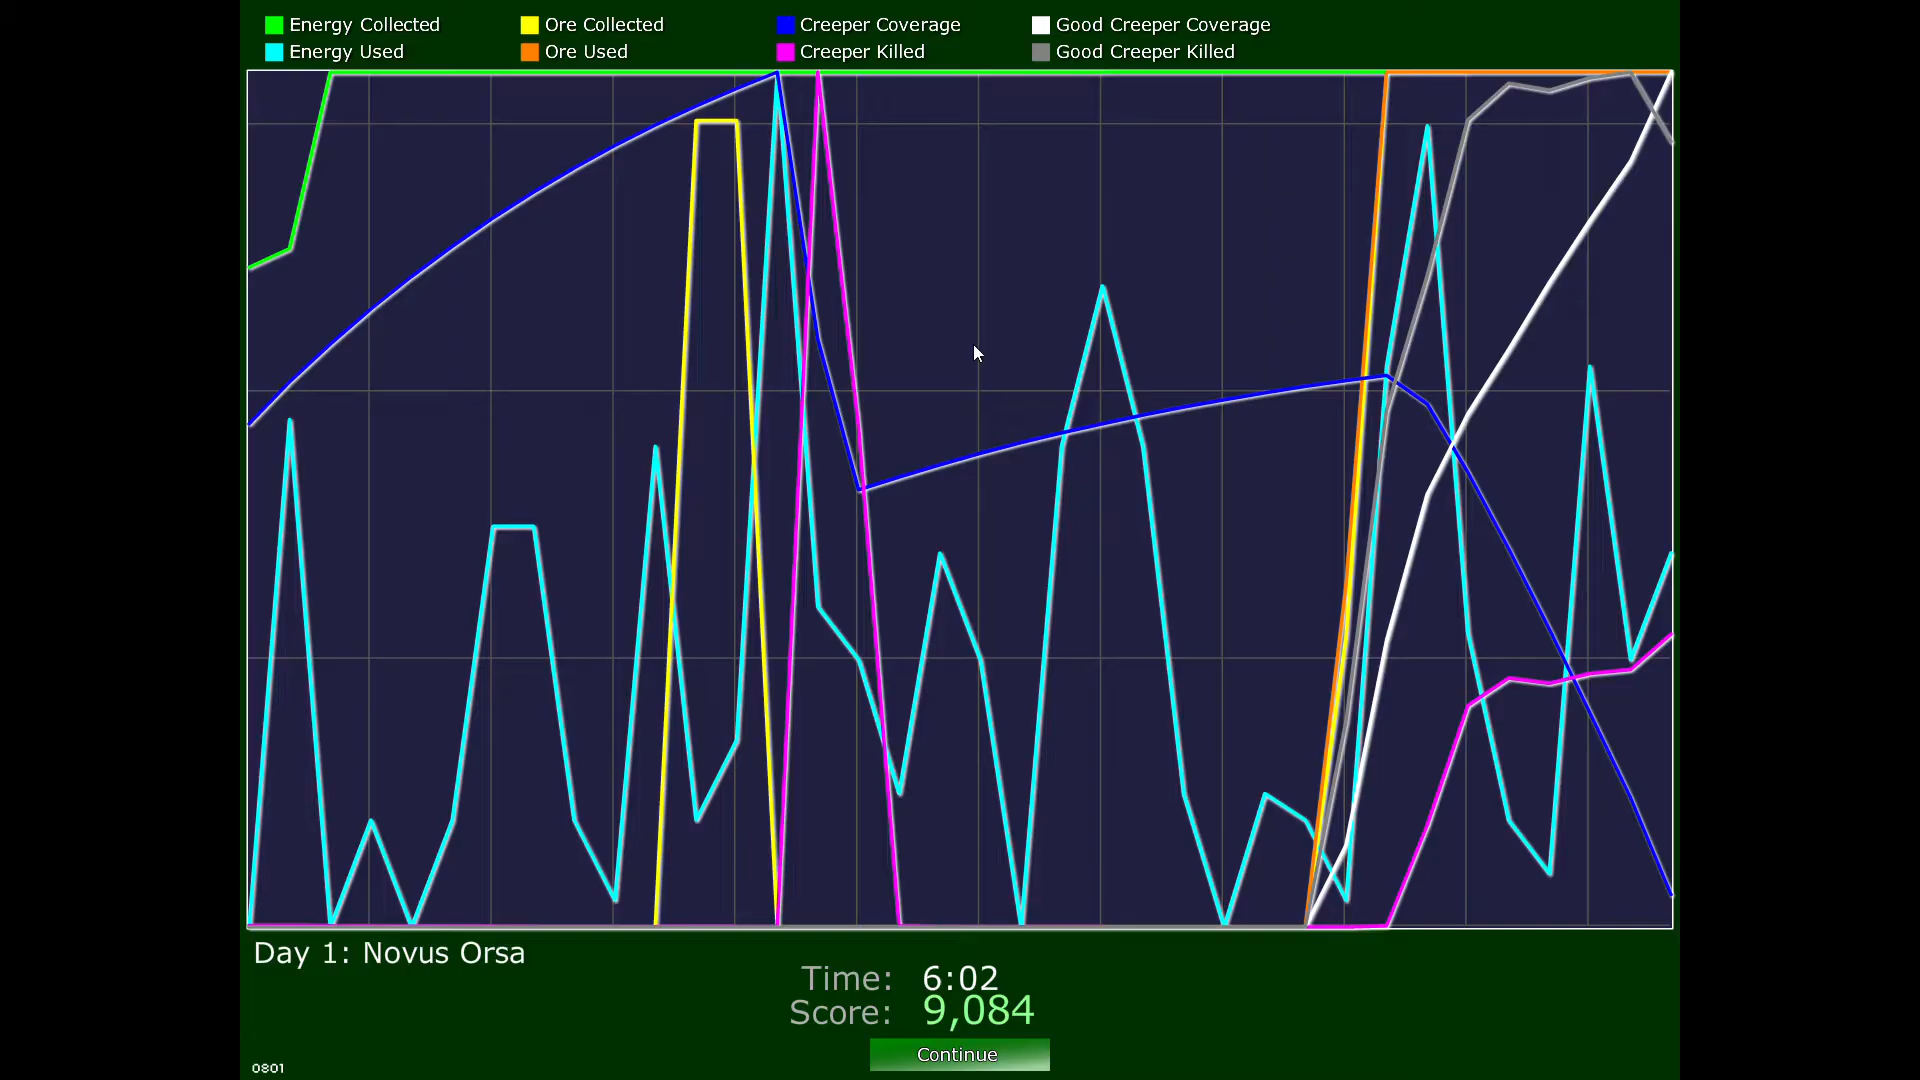 Energy Collected
Ore Collected
Creeper Coverage
Good Creeper Coverage
Energy Used
Ore Used
Creeper Killed
Good Creeper Killed
Day 1: Novus Orsa
Time: 6:02
Score: 9,084
Continue
0801